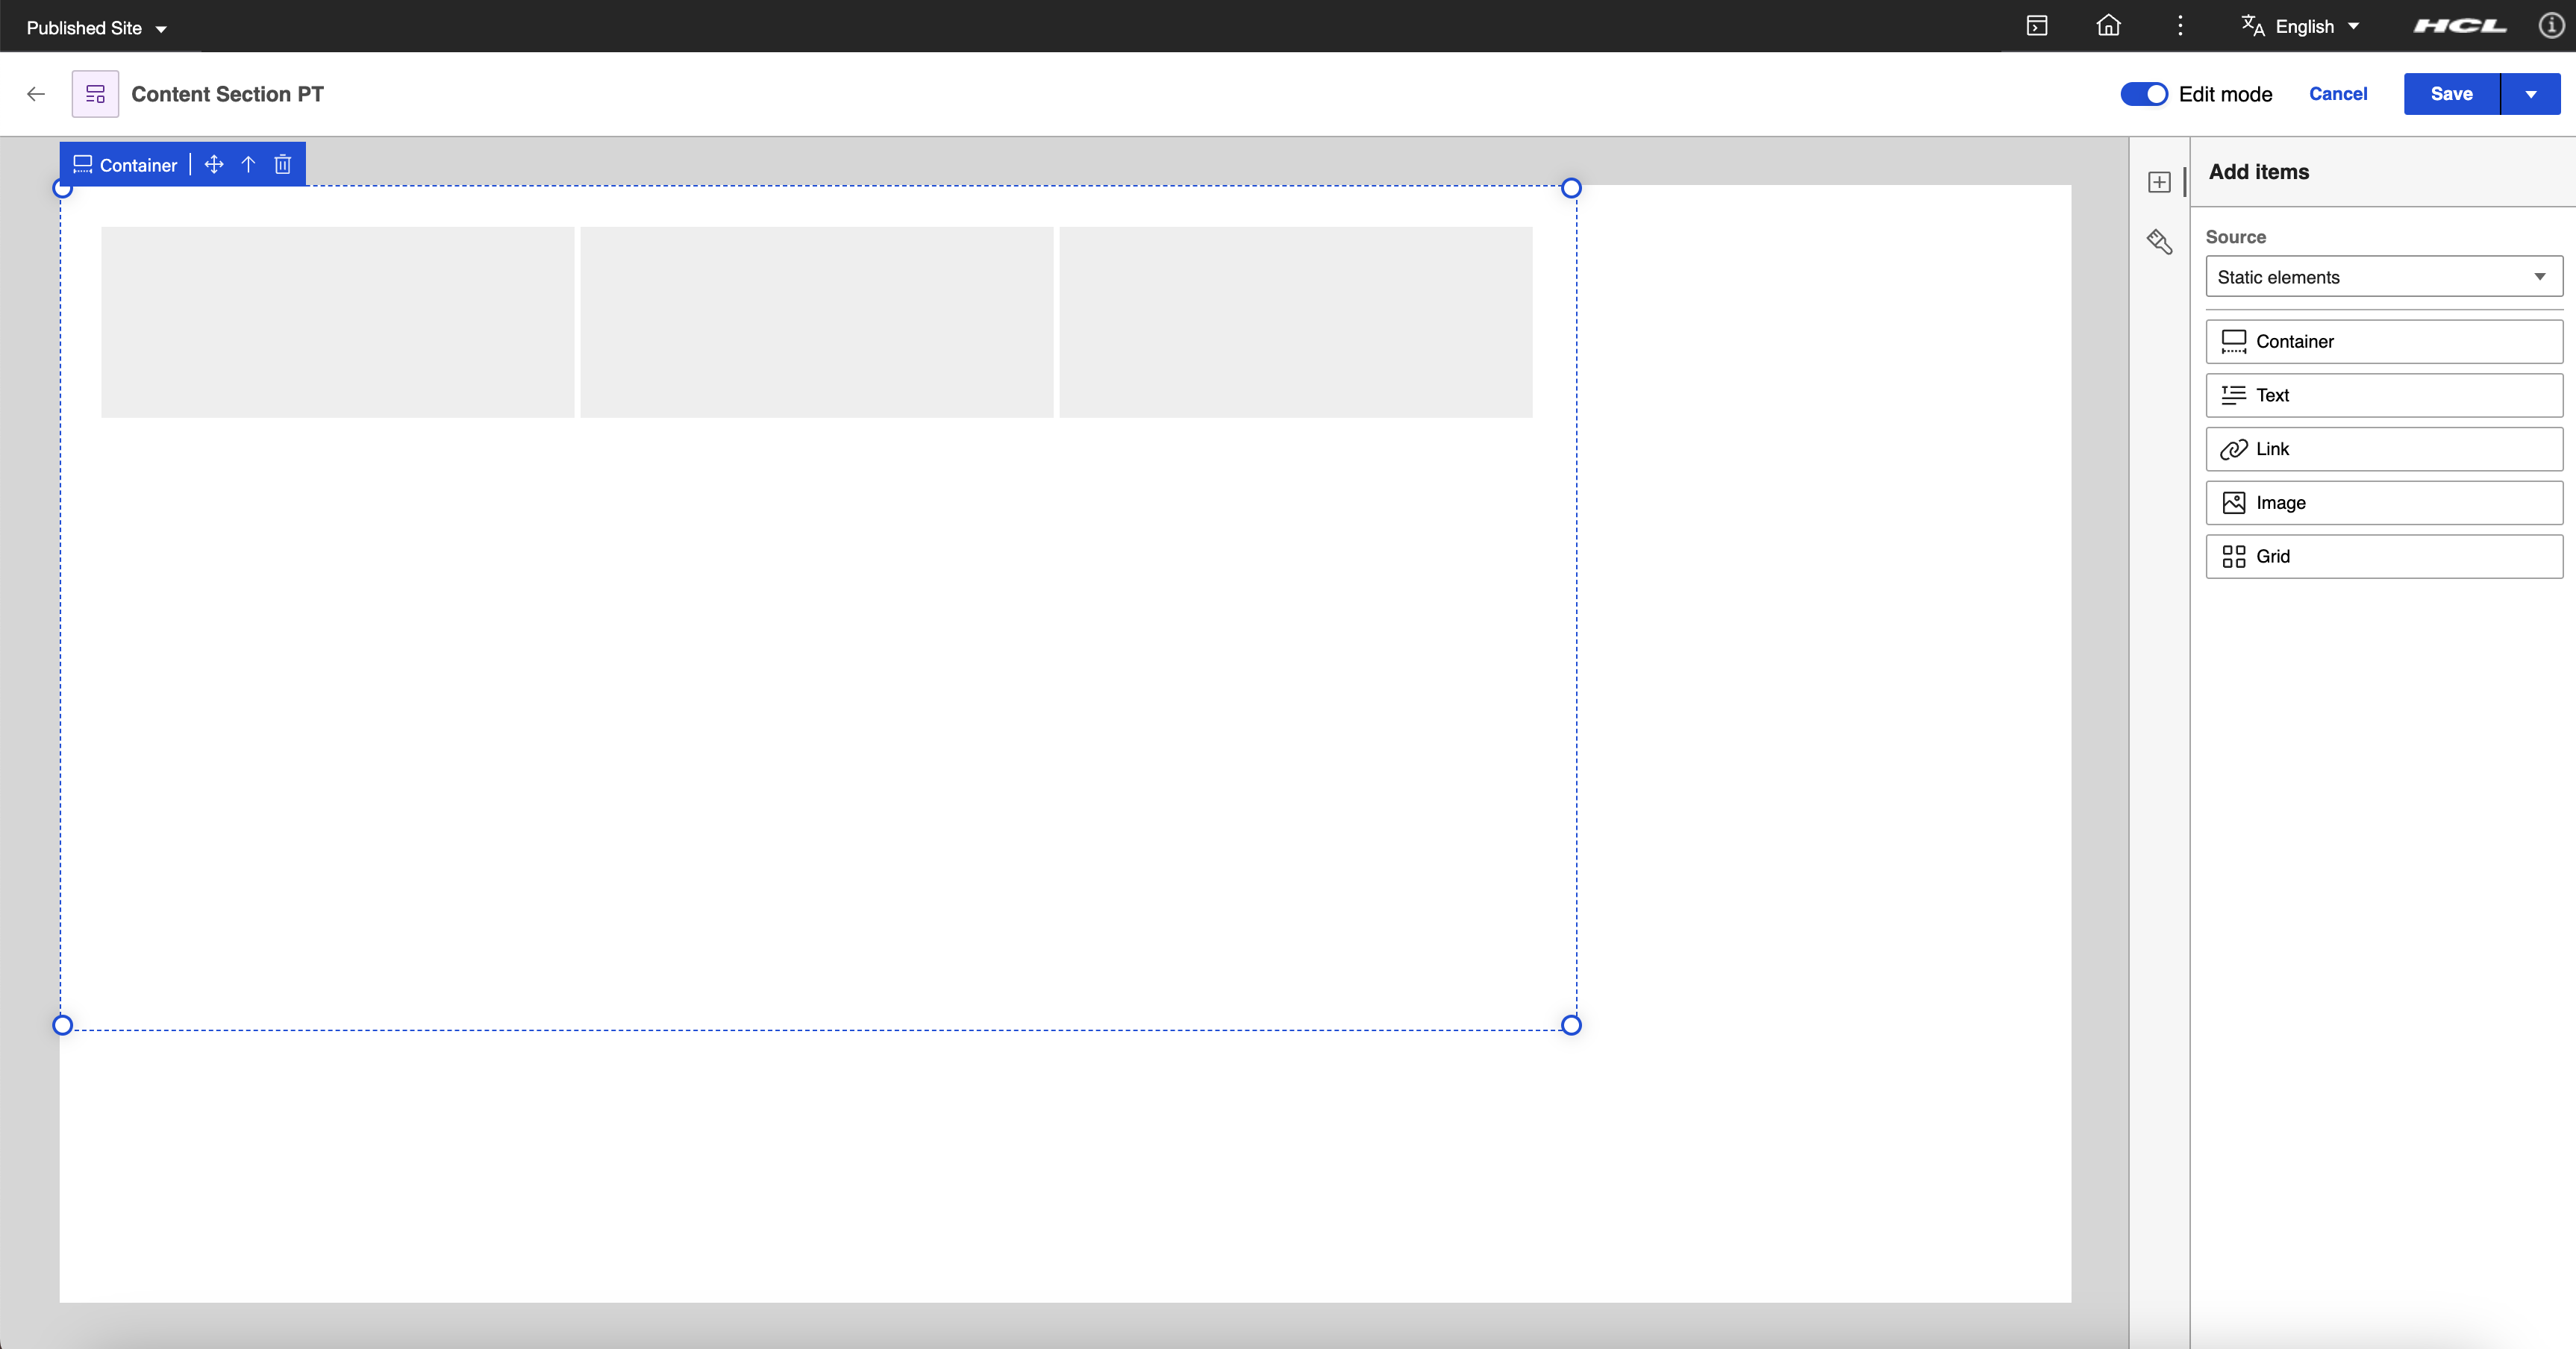 Published Site
English
HCL
Content Section PT
Edit mode
Cancel
Save
Container
Add items
Source
Static elements
Container
Text
Link
Image
Grid